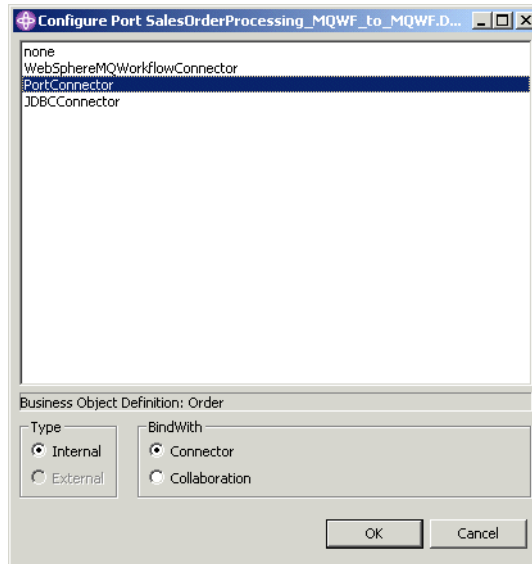 Configure Port SalesOrderProcessing_MQWF_to_MQWF.D...
none
WebSphereMQWorkflowConnector
PortConnector
JDBCConnector
Business Object Definition: Order
Type
BindWith
Internal
Connector
External
Collaboration
OK
Cancel